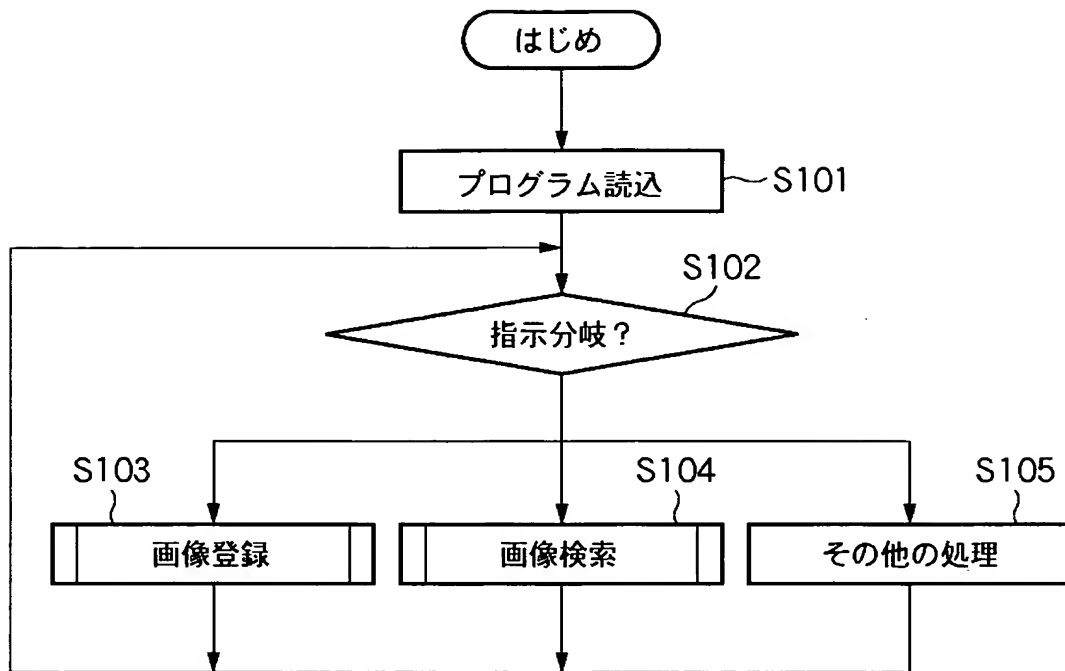 はじめ
プログラム読込
S101
S102
指示分岐？
S103
S104
S105
画像登録
画像検索
その他の処理